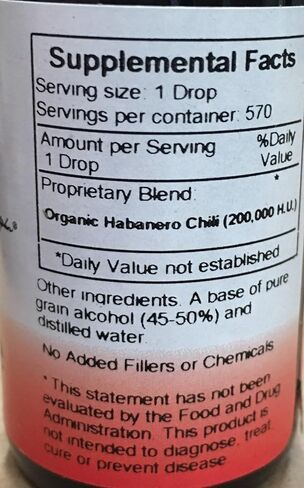 Supplemental Facts
Serving size: 1 Drop
Servings per container: 570
Amount per Serving %Daily
1 Drop Value
Proprietary Blend: *
Organic Habanero Chili (200,000 H.U.)
*Daily Value not established
Other ingredients. A base of pure
grain alcohol (45-50%) and
distilled water
No Added Fillers or Chemicals
* This statement has not been
evaluated by the Food and Drug
Administration. This product is
not intended to diagnose, treat
cure or prevent disease